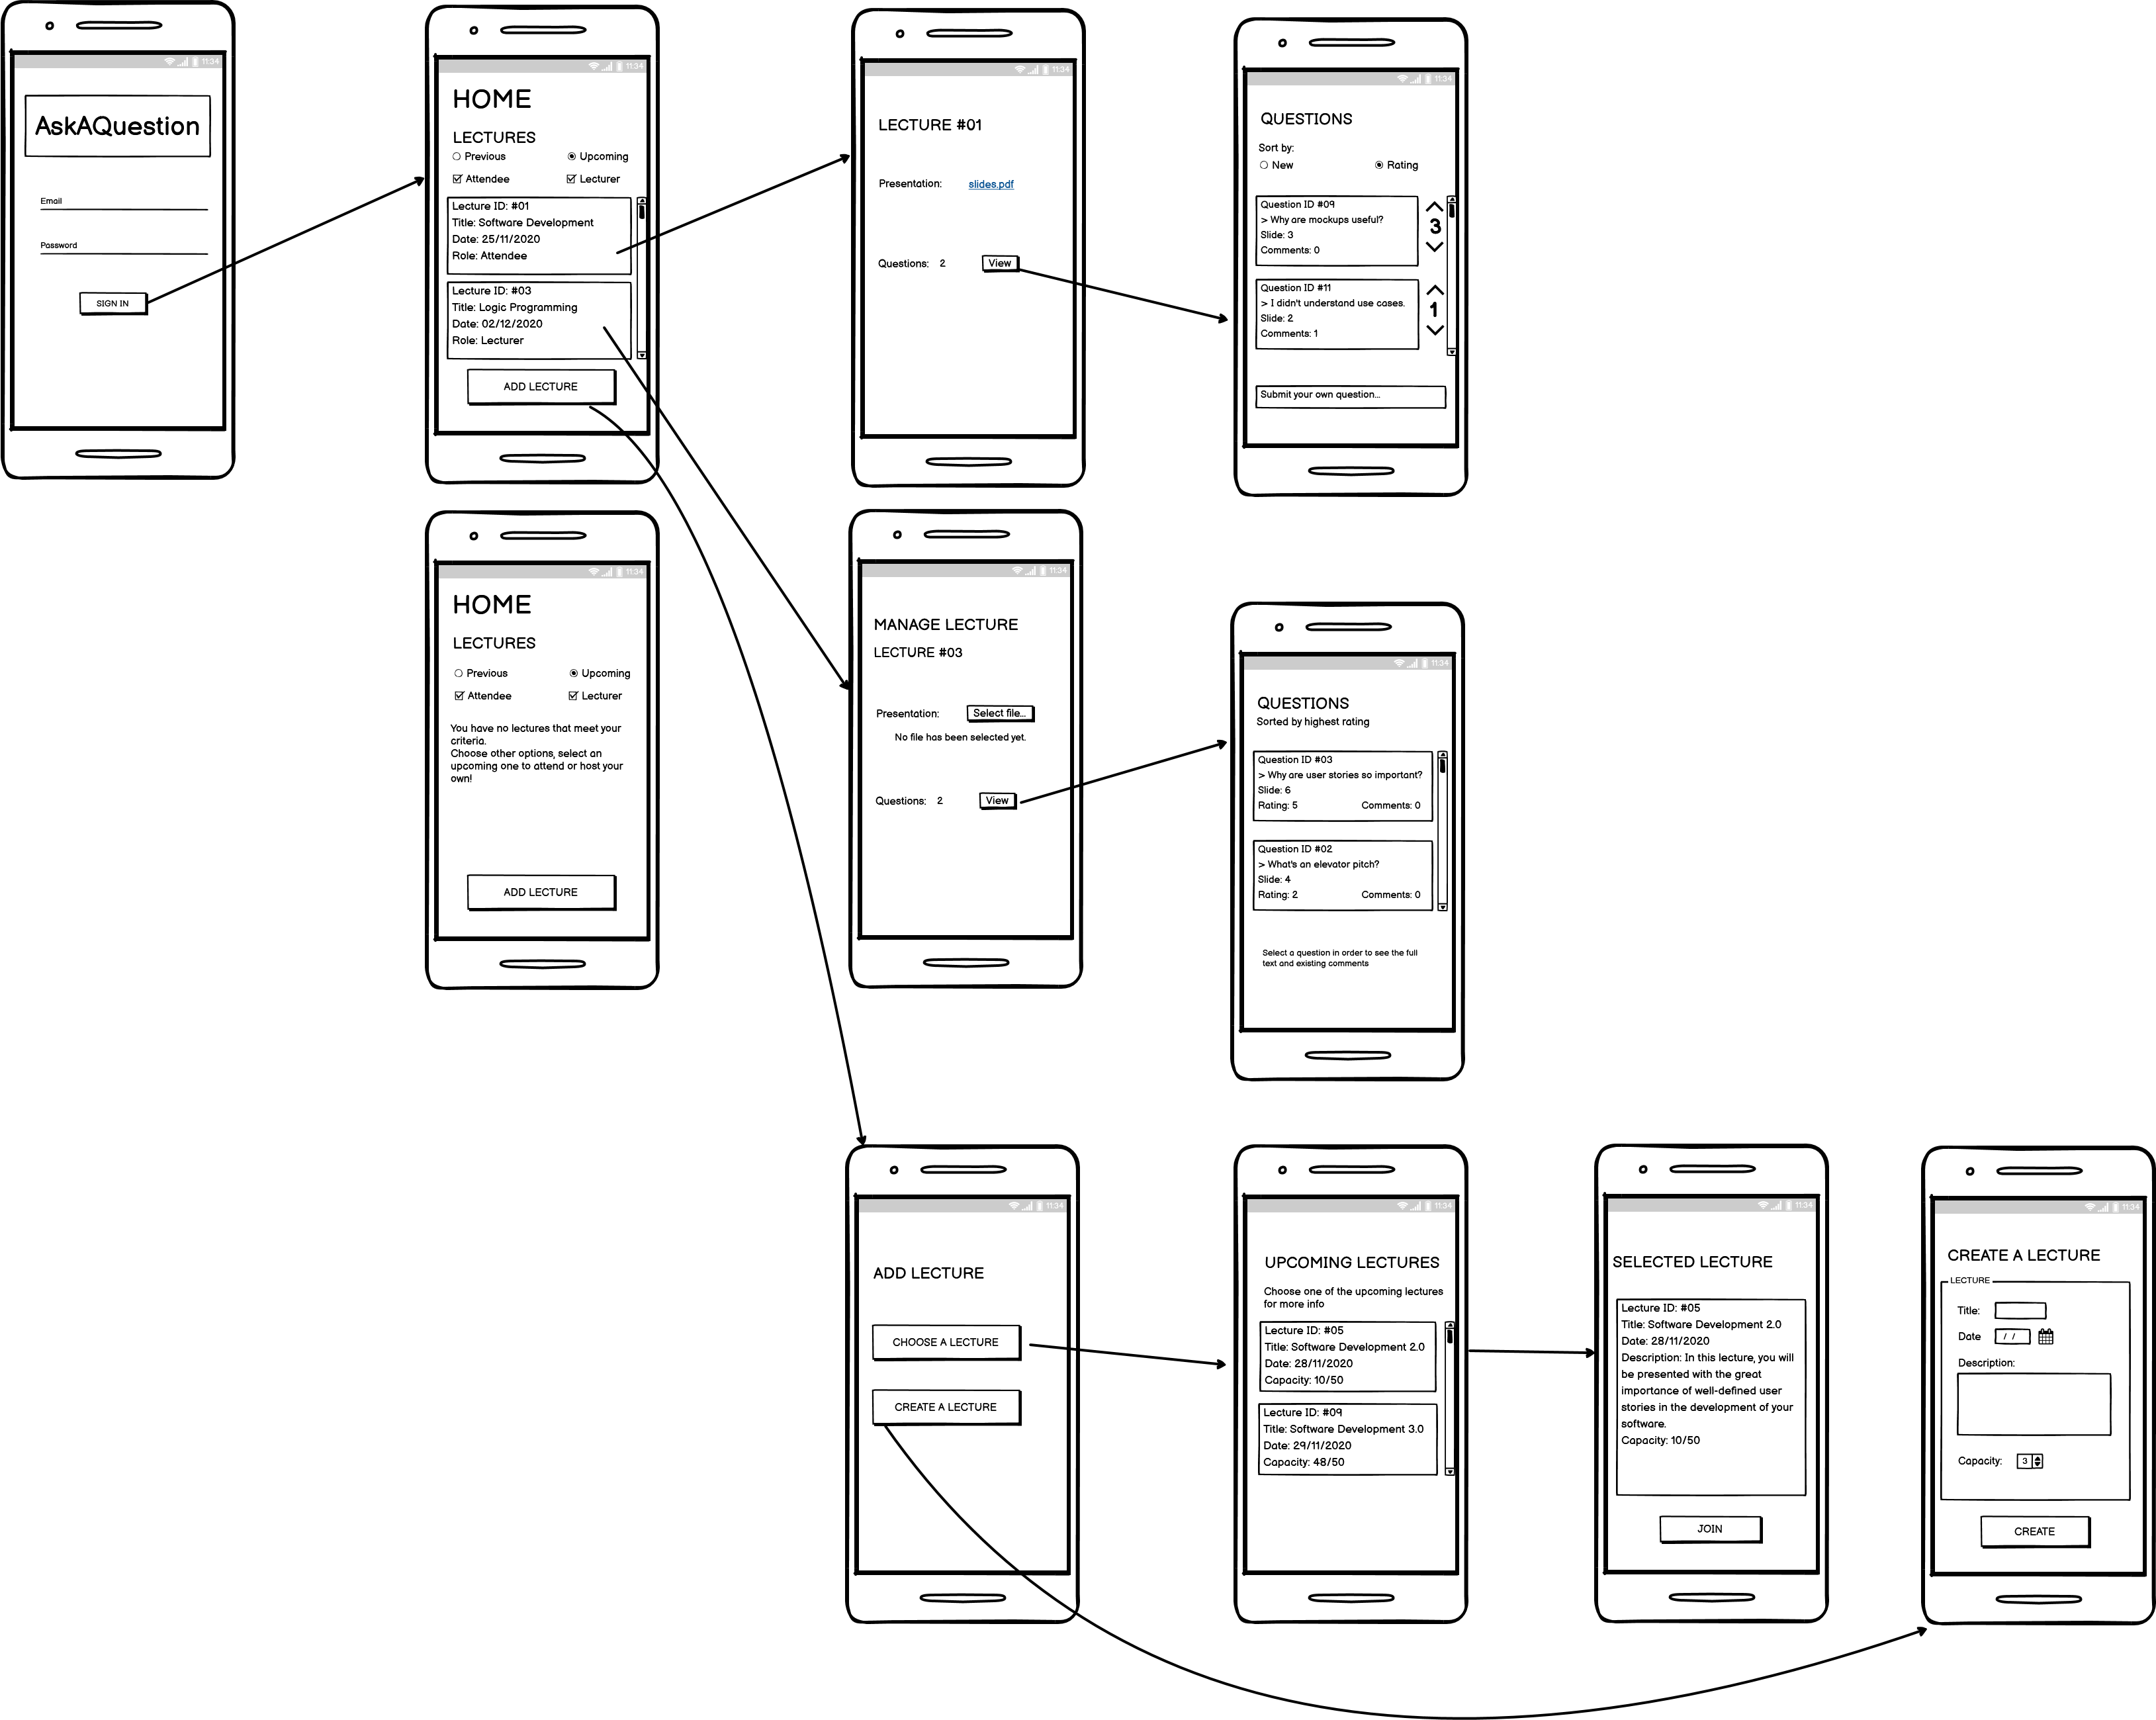 11:34
AskAQuestion
Email
Password
SIGN IN
11:34
HOME
LECTURES
Previous
Upcoming
Attendee
Lecturer
Lecture ID: #01
Title: Software Development
Date: 25/11/2020
Role: Attendee
Lecture ID: #03
Title: Logic Programming
Date: 02/12/2020
Role: Lecturer
ADD LECTURE
11:34
LECTURE #01
Presentation:
slides.pdf
Questions: 2
View
11:34
QUESTIONS
Sort by:
New
Rating
Question ID #09
> Why are mockups useful?
Slide: 3
Comments: 0
3
Question ID #11
> I didn't understand use cases.
Slide: 2
Comments: 1
1
Submit your own question...
11:34
HOME
LECTURES
Previous
Upcoming
Attendee
Lecturer
You have no lectures that meet your
criteria.
Choose other options, select an
upcoming one to attend or host your
own!
ADD LECTURE
11:34
MANAGE LECTURE
LECTURE #03
Presentation:
Select file...
No file has been selected yet.
Questions: 2
View
11:34
QUESTIONS
Sorted by highest rating
Question ID #03
> Why are user stories so important?
Slide: 6
Rating: 5
Comments: 0
Question ID #02
> What's an elevator pitch?
Slide: 4
Rating: 2
Comments: 0
Select a question in order to see the full
text and existing comments
11:34
ADD LECTURE
CHOOSE A LECTURE
CREATE A LECTURE
11:34
UPCOMING LECTURES
Choose one of the upcoming lectures
for more info
Lecture ID: #05
Title: Software Development 2.0
Date: 28/11/2020
Capacity: 10/50
Lecture ID: #09
Title: Software Development 3.0
Date: 29/11/2020
Capacity: 48/50
11:34
SELECTED LECTURE
Lecture ID: #05
Title: Software Development 2.0
Date: 28/11/2020
Description: In this lecture, you will
be presented with the great
importance of well-defined user
stories in the development of your
software.
Capacity: 10/50
JOIN
11:34
CREATE A LECTURE
LECTURE
Title:
Date
/ /
Description:
Capacity:
3
CREATE